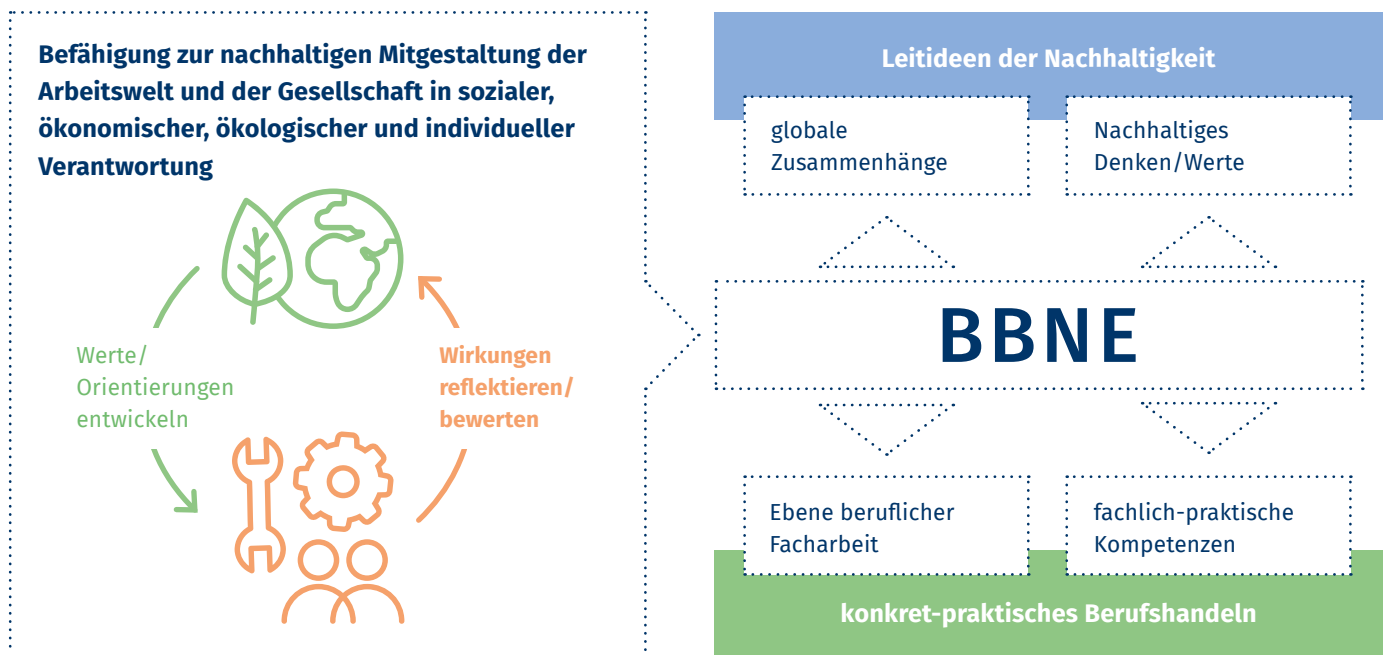 Befähigung zur nachhaltigen Mitgestaltung der
Arbeitswelt und der Gesellschaft in sozialer,
ökonomischer, ökologischer und individueller
Verantwortung
Werte/
Orientierungen
entwickeln
Wirkungen
reflektieren/
bewerten
Leitideen der Nachhaltigkeit
globale
Zusammenhänge
Nachhaltiges
Denken/Werte
BBNE
Ebene beruflicher
Facharbeit
fachlich-praktische
Kompetenzen
konkret-praktisches Berufshandeln